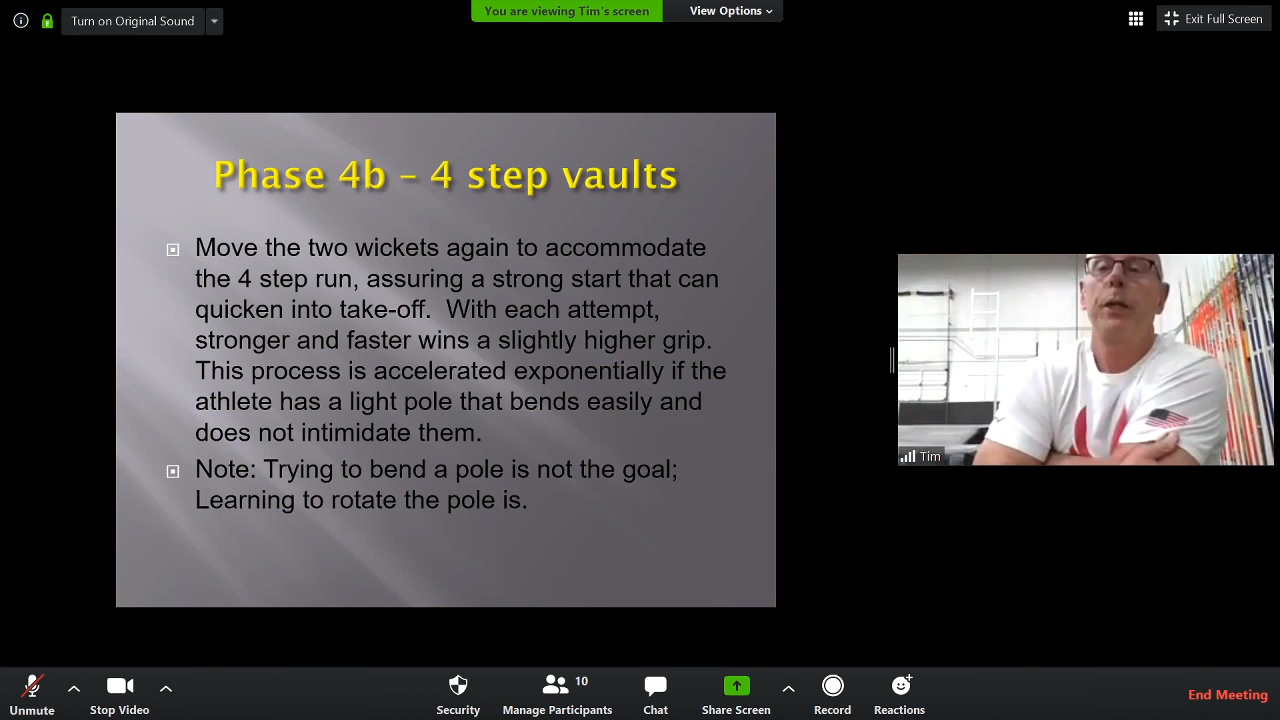 Turn on Original Sound
You are viewing Tim's screen
View Options
Exit Full Screen
Phase 4b – 4 step vaults
Move the two wickets again to accommodate
the 4 step run, assuring a strong start that can
quicken into take-off.  With each attempt,
stronger and faster wins a slightly higher grip.
This process is accelerated exponentially if the
athlete has a light pole that bends easily and
does not intimidate them.
Note: Trying to bend a pole is not the goal;
Learning to rotate the pole is.
Tim
Unmute
Stop Video
Security
10
Manage Participants
Chat
Share Screen
Record
Reactions
End Meeting